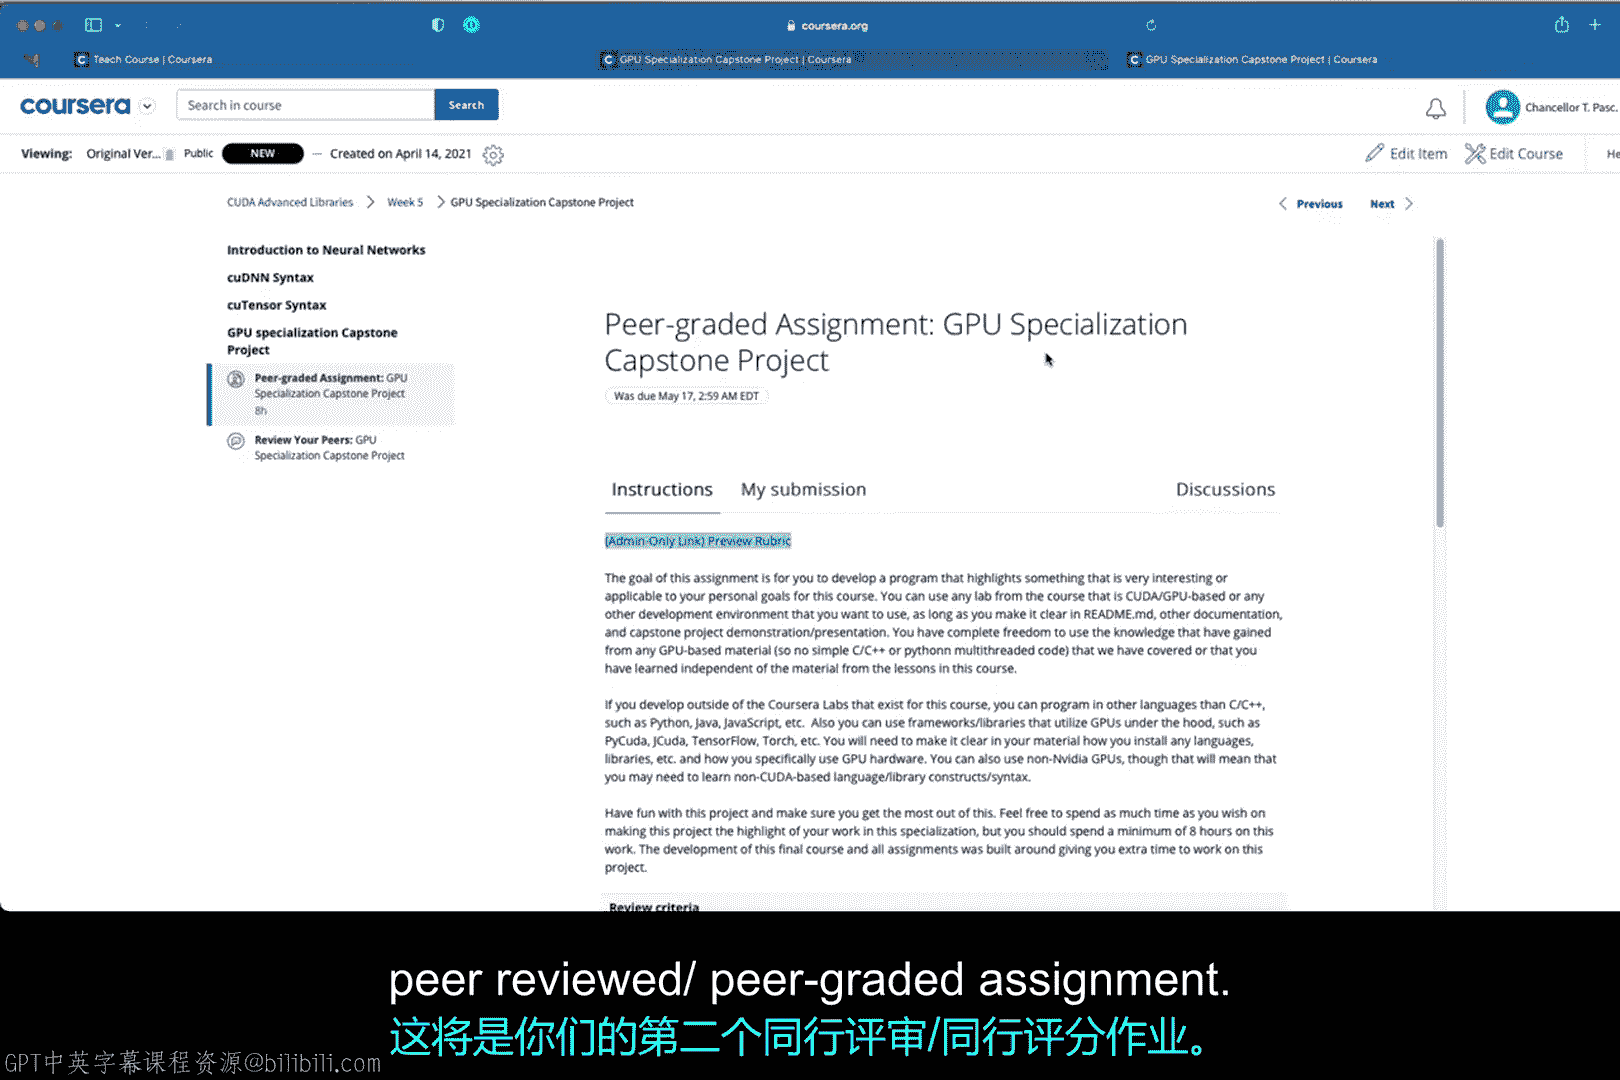 coursera.org
Teach Course | Coursera
GPU Specialization Capstone Project | Coursera
GPU Specialization Capstone Project | Coursera
coursera
Search in course
Search
Chancellor T. Pasc.
Viewing: Original Ver... Public NEW — Created on April 14, 2021
Edit Item
Edit Course
He
CUDA Advanced Libraries > Week 5 > GPU Specialization Capstone Project
Previous
Next
Introduction to Neural Networks
cuDNN Syntax
cuTensor Syntax
GPU specialization Capstone
Project
Peer-graded Assignment: GPU
Specialization Capstone Project
8h
Review Your Peers: GPU
Specialization Capstone Project
Peer-graded Assignment: GPU Specialization
Capstone Project
Was due May 17, 2:59 AM EDT
Instructions
My submission
Discussions
(Admin-Only Link) Preview Rubric
The goal of this assignment is for you to develop a program that highlights something that is very interesting or
applicable to your personal goals for this course. You can use any lab from the course that is CUDA/GPU-based or any
other development environment that you want to use, as long as you make it clear in README.md, other documentation,
and capstone project demonstration/presentation. You have complete freedom to use the knowledge that have gained
from any GPU-based material (so no simple C/C++ or pythonn multithreaded code) that we have covered or that you
have learned independent of the material from the lessons in this course.
If you develop outside of the Coursera Labs that exist for this course, you can program in other languages than C/C++,
such as Python, Java, JavaScript, etc. Also you can use frameworks/libraries that utilize GPUs under the hood, such as
PyCuda, JCuda, TensorFlow, Torch, etc. You will need to make it clear in your material how you install any languages,
libraries, etc. and how you specifically use GPU hardware. You can also use non-Nvidia GPUs, though that will mean that
you may need to learn non-CUDA-based language/library constructs/syntax.
Have fun with this project and make sure you get the most out of this. Feel free to spend as much time as you wish on
making this project the highlight of your work in this specialization, but you should spend a minimum of 8 hours on this
work. The development of this final course and all assignments was built around giving you extra time to work on this
project.
Review criteria
peer reviewed/ peer-graded assignment.
这将是你们的第二个同行评审/同行评分作业。
GPT中英字幕课程资源@bilibili.com